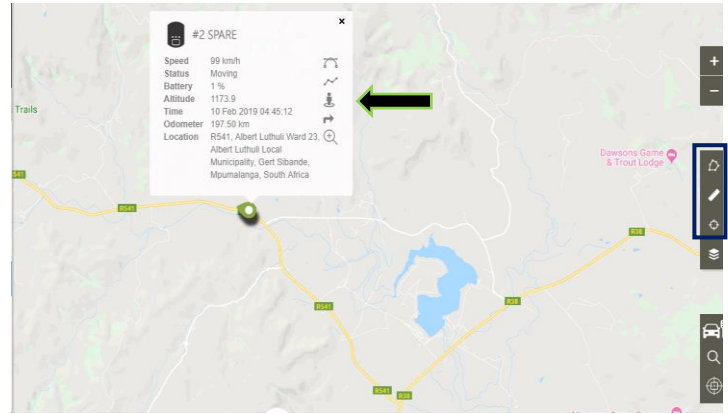 #2 SPARE
×
Speed 99 km/h
Status Moving
Battery 1 %
Altitude 1173.9
Time 10 Feb 2019 04:45:12
Odometer 197.50 km
Location R541, Albert Luthuli Ward 23,
Albert Luthuli Local
Municipality, Gert Sibande,
Mpumalanga, South Africa
Trails
Dawsons Game
& Trout Lodge
541
R541
R38
R38
R541
R541
R38